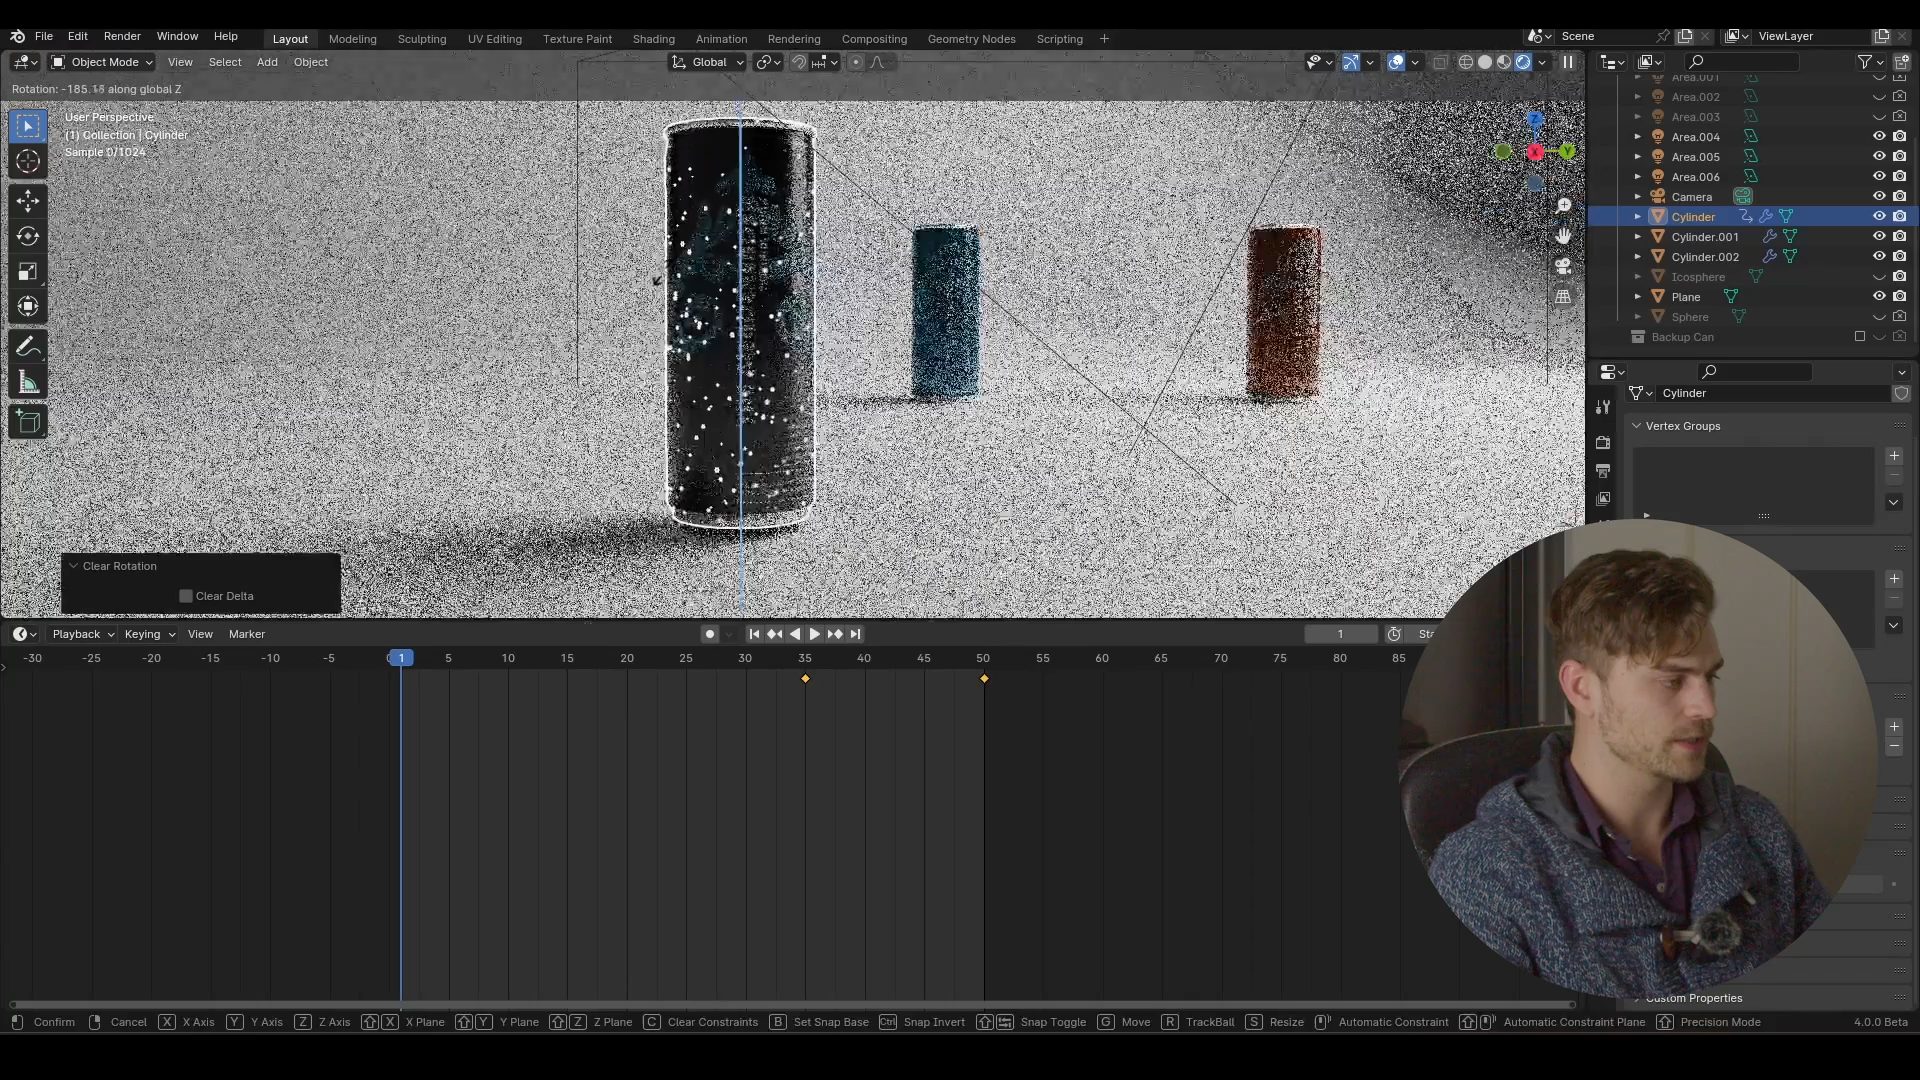 File Edit Render Window Help Layout Modeling Sculpting UV Editing Texture Paint Shading Animation Rendering Compositing Geometry Nodes Scripting + Scene ViewLayer
Object Mode View Select Add Object Global
Rotation: -185.15 along global Z
User Perspective
(1) Collection | Cylinder
Sample 0/1024
Z
X
Y
Area.001
Area.002
Area.003
Area.004
Area.005
Area.006
Camera
Cylinder
Cylinder.001
Cylinder.002
Icosphere
Plane
Sphere
Backup Can
Cylinder
Vertex Groups
Clear Rotation
Clear Delta
Playback Keying View Marker 1
-30 -25 -20 -15 -10 -5 1 5 10 15 20 25 30 35 40 45 50 55 60 65 70 75 80 85
Custom Properties
Confirm Cancel X X Axis Y Y Axis Z Z Axis X X Plane Y Y Plane Z Z Plane C Clear Constraints B Set Snap Base Ctrl Snap Invert Snap Toggle G Move R TrackBall S Resize Automatic Constraint Automatic Constraint Plane Precision Mode 4.0.0 Beta